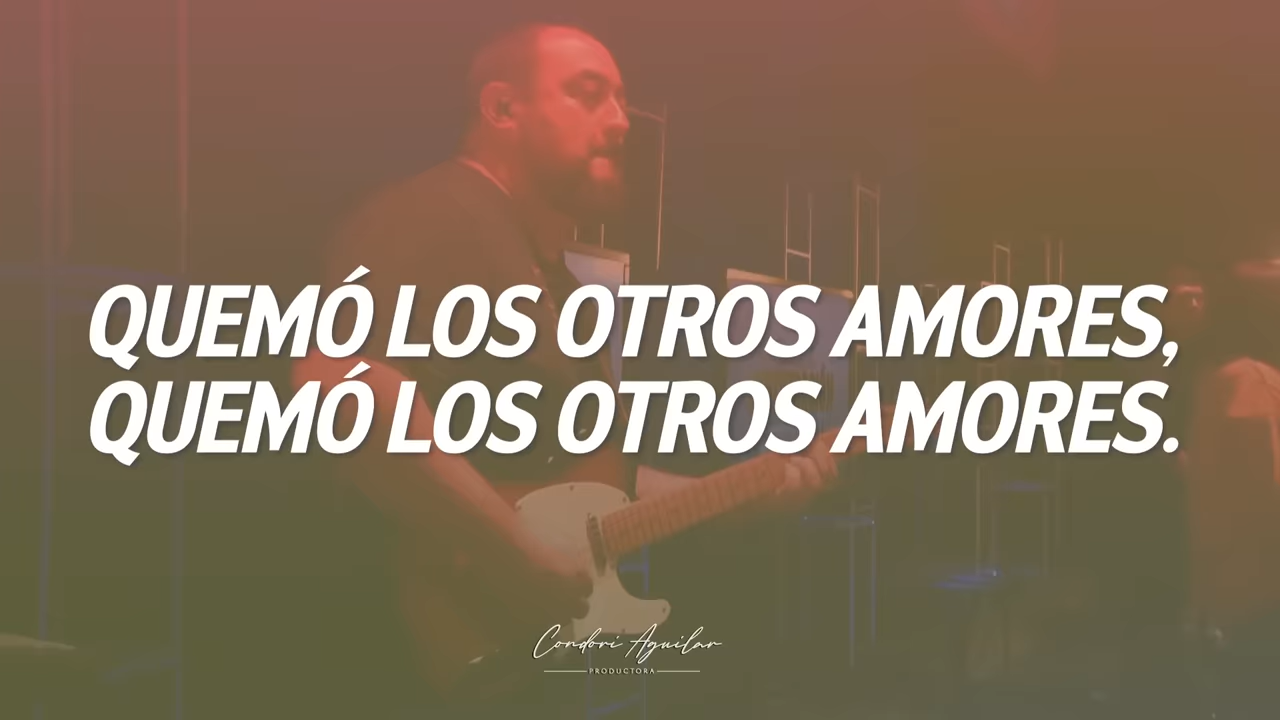 QUEMÓ LOS OTROS AMORES,
QUEMÓ LOS OTROS AMORES.
Condori Aguilar
PRODUCTORA